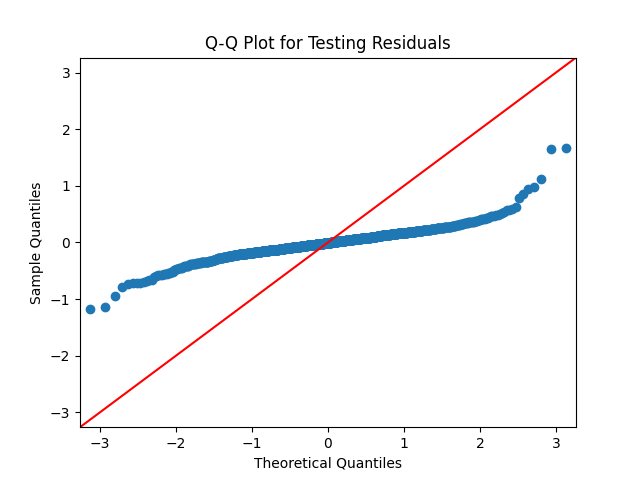 Q-Q Plot for Testing Residuals
3
2
1
0
−1
−2
−3
Sample Quantiles
−3 −2 −1 0 1 2 3
Theoretical Quantiles